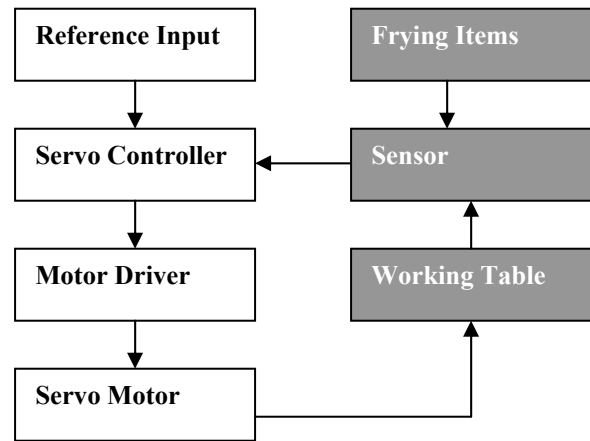 Reference Input
Frying Items
Servo Controller
Sensor
Motor Driver
Working Table
Servo Motor